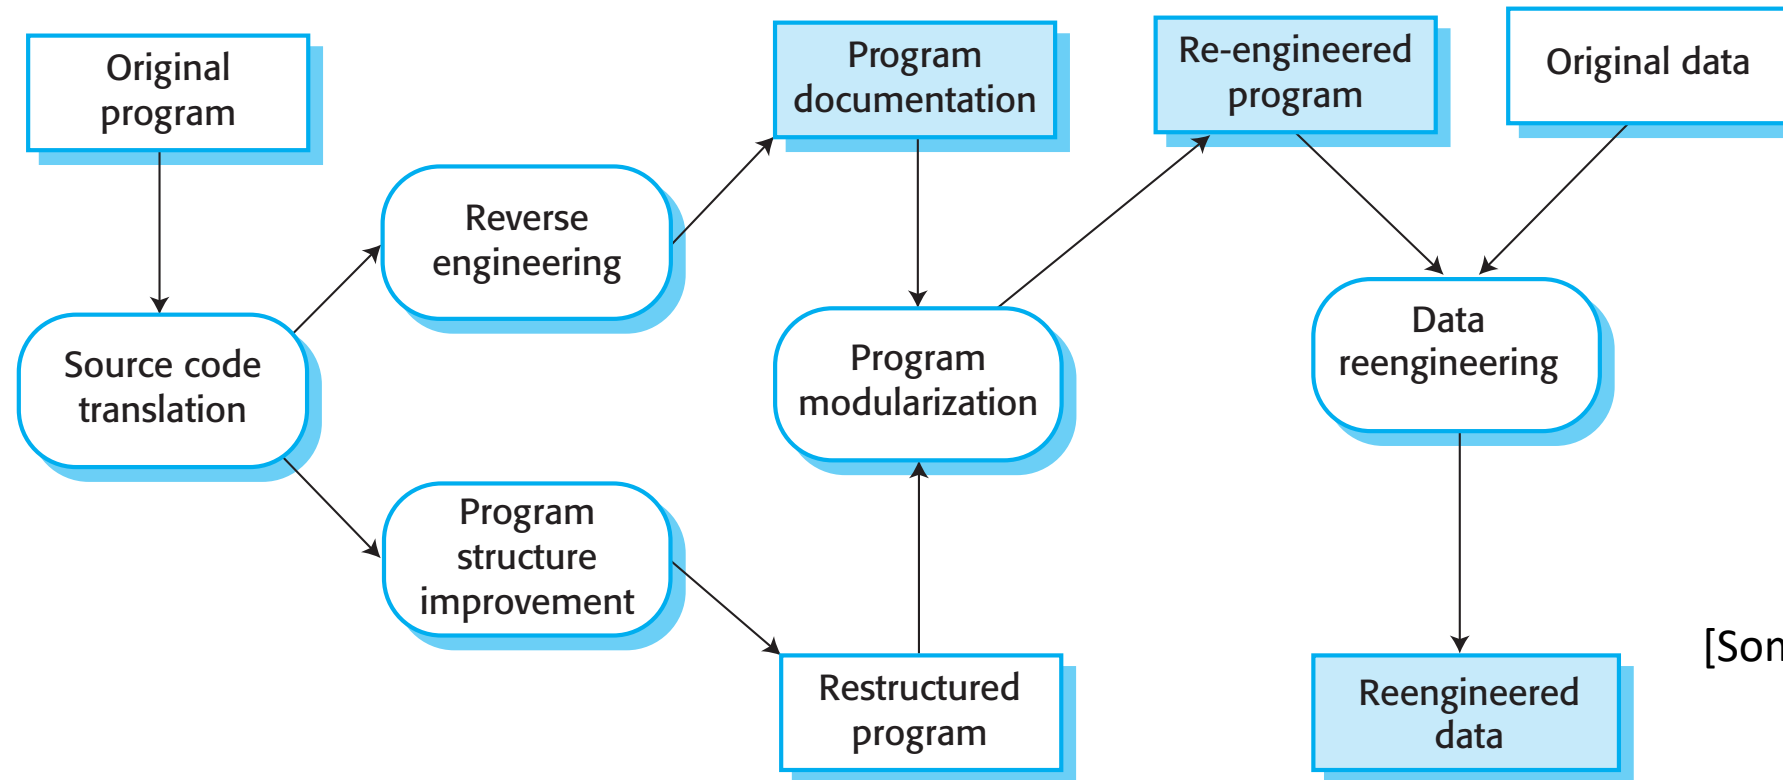 Original
program
Program
documentation
Re-engineered
program
Original data
Reverse
engineering
Source code
translation
Program
modularization
Data
reengineering
Program
structure
improvement
Restructured
program
Reengineered
data